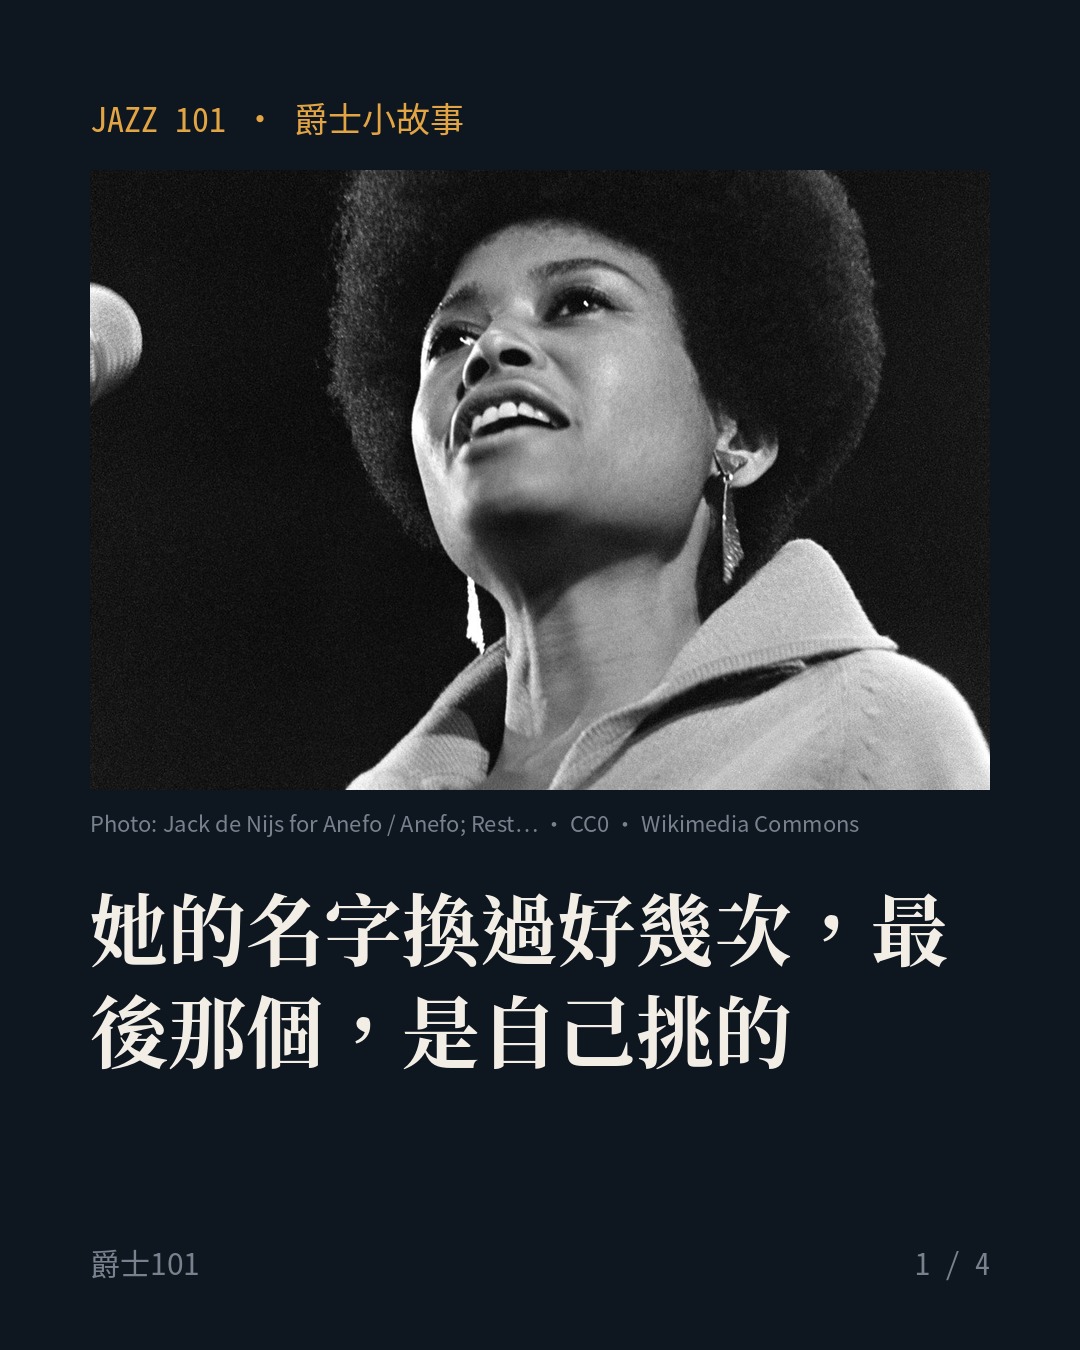 JAZZ 101 · 爵士小故事
Photo: Jack de Nijs for Anefo / Anefo; Rest… · CC0 · Wikimedia Commons
她的名字換過好幾次，最
後那個，是自己挑的
爵士101
1 / 4